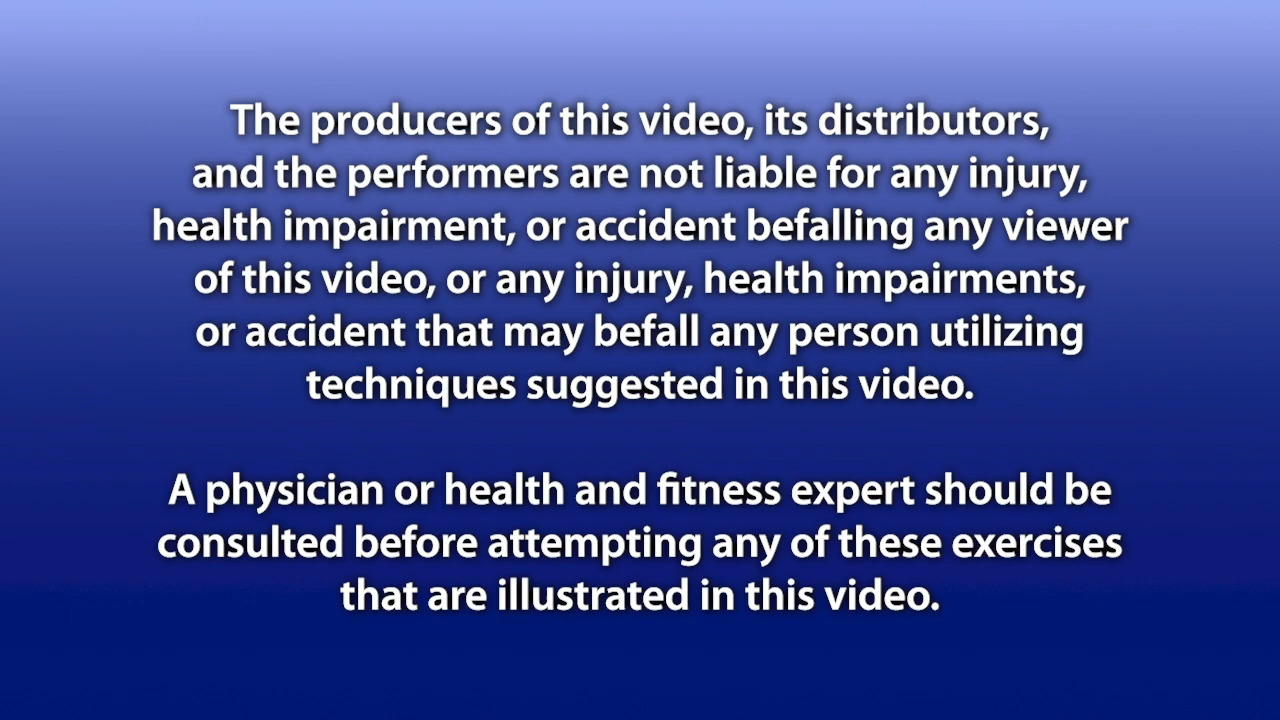 The producers of this video, its distributors,
and the performers are not liable for any injury,
health impairment, or accident befalling any viewer
of this video, or any injury, health impairments,
or accident that may befall any person utilizing
techniques suggested in this video.
A physician or health and fitness expert should be
consulted before attempting any of these exercises
that are illustrated in this video.